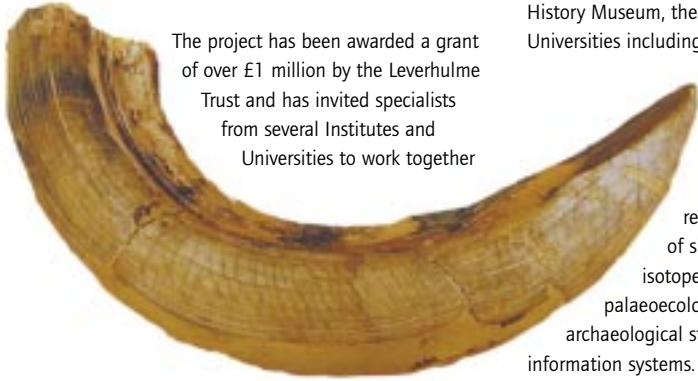 The project has been awarded a grant
of over £1 million by the Leverhulme
Trust and has invited specialists
from several Institutes and
Universities to work together
History Museum, the
Universities including
of
archaeological
information systems.